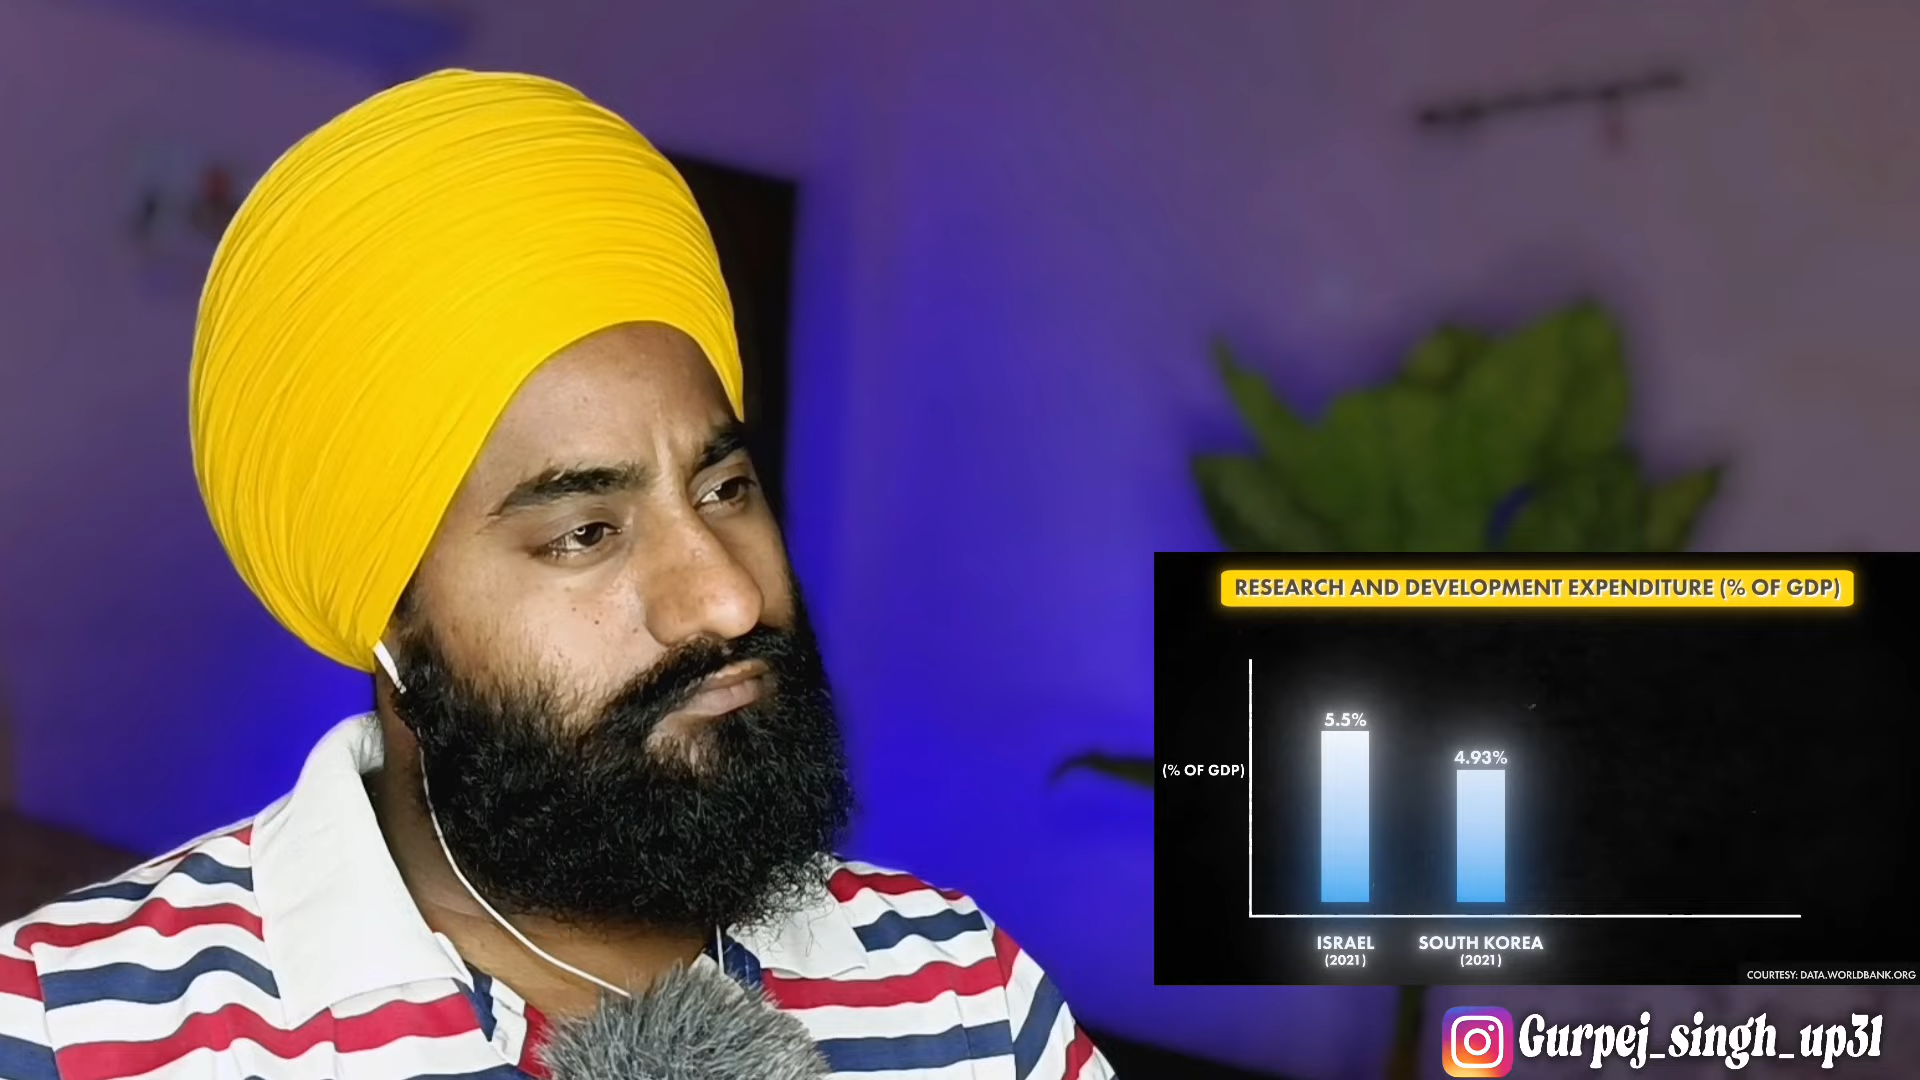 RESEARCH AND DEVELOPMENT EXPENDITURE (% OF GDP)
5.5%
4.93%
(% OF GDP)
ISRAEL
(2021)
SOUTH KOREA
(2021)
COURTESY: DATA.WORLDBANK.ORG
Gurpej_singh_up31